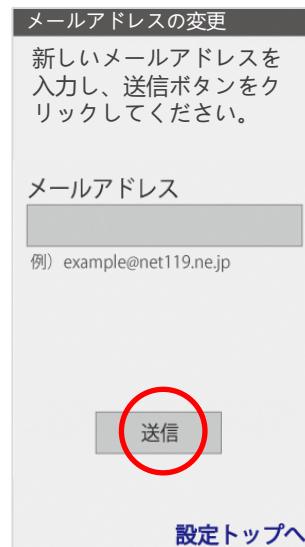 メールアドレスの変更
新しいメールアドレスを
入力し、送信ボタンをク
リックしてください。
メールアドレス
例）example@net119.ne.jp
送信
設定トップへ